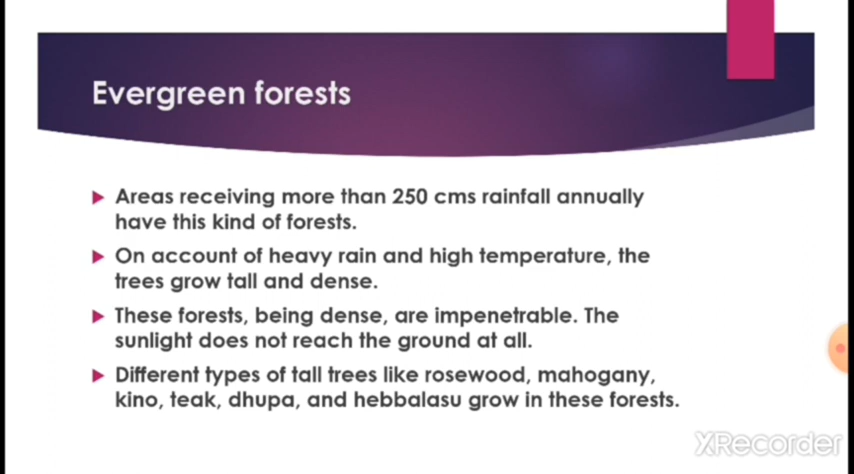 Evergreen forests
Areas receiving more than 250 cms rainfall annually
have this kind of forests.
On account of heavy rain and high temperature, the
trees grow tall and dense.
These forests, being dense, are impenetrable. The
sunlight does not reach the ground at all.
Different types of tall trees like rosewood, mahogany,
kino, teak, dhupa, and hebbalasu grow in these forests.
XRecorder